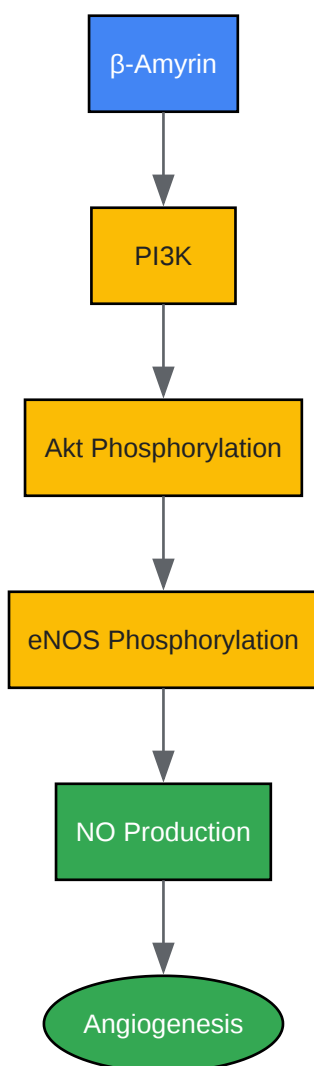 β-Amyrin
PI3K
Akt Phosphorylation
eNOS Phosphorylation
NO Production
Angiogenesis